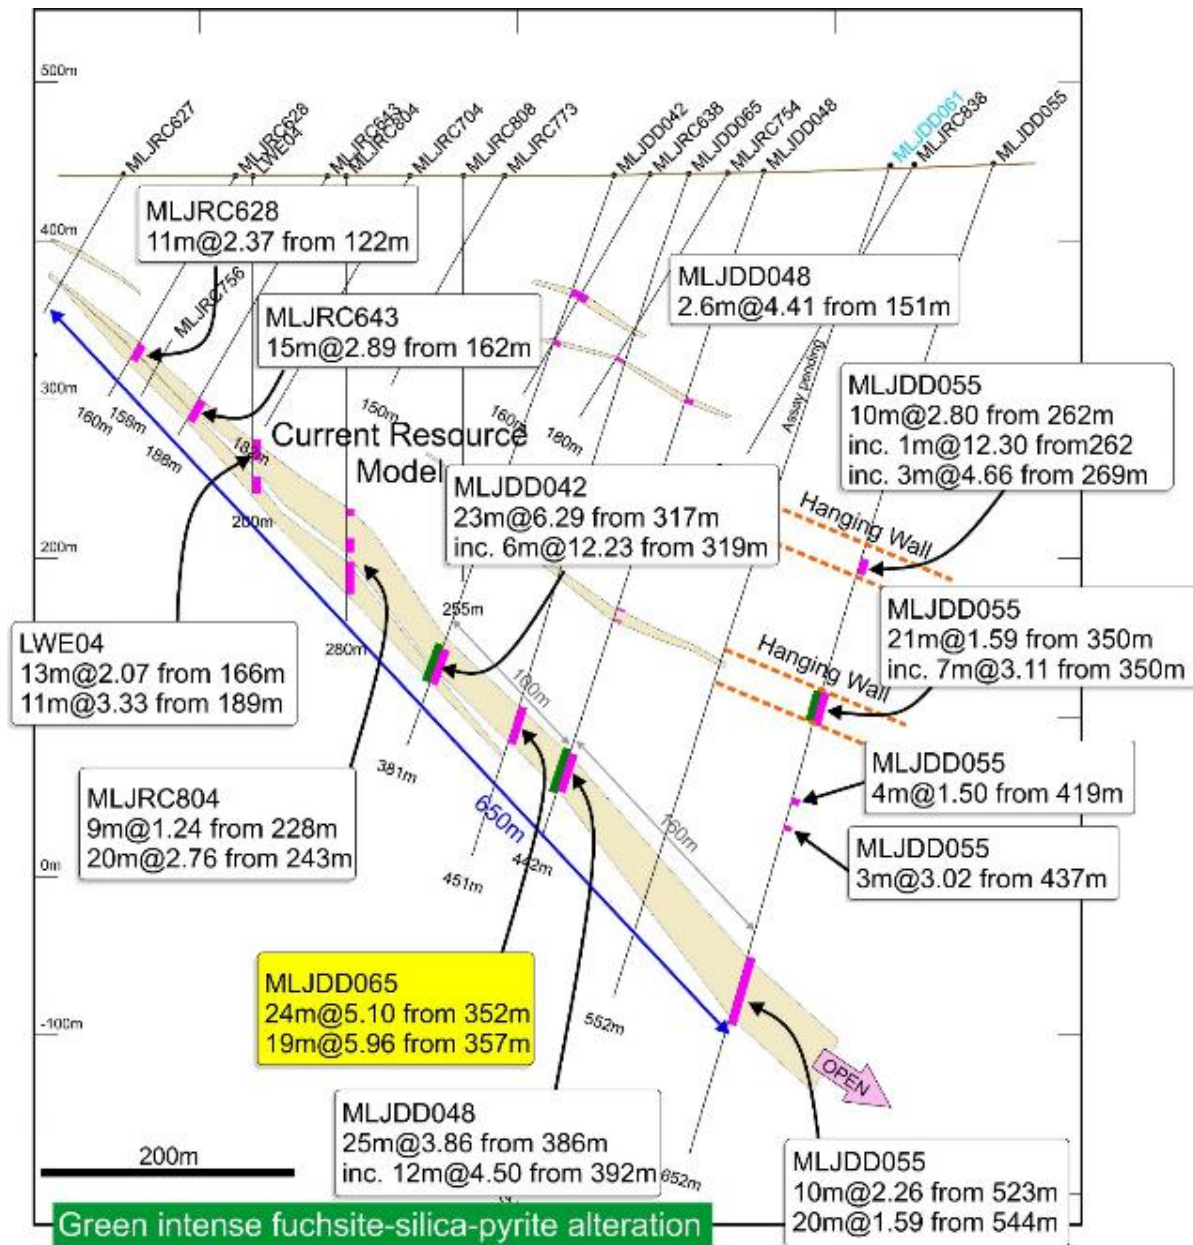 500m
MLJRC627
MLJRC628
LWE04
MLJRC643
MLJRC804
MLJRC704
MLJRC808
MLJRC773
MLJDD042
MLJRC638
MLJDD065
MLJRC754
MLJDD048
MLJDD061
MLJRC838
MLJDD055
400m
MLJRC628
11m@2.37 from 122m
MLJRC756
MLJDD048
2.6m@4.41 from 151m
MLJRC643
15m@2.89 from 162m
Assay pending
300m
160m
158m
188m
182m
150m
160m
180m
Current Resource
Model
MLJDD055
10m@2.80 from 262m
inc. 1m@12.30 from262
inc. 3m@4.66 from 269m
MLJDD042
23m@6.29 from 317m
inc. 6m@12.23 from 319m
Hanging Wall
200m
200m
LWE04
13m@2.07 from 166m
11m@3.33 from 189m
280m
255m
100m
Hanging Wall
MLJDD055
21m@1.59 from 350m
inc. 7m@3.11 from 350m
381m
MLJRC804
9m@1.24 from 228m
20m@2.76 from 243m
650m
160m
MLJDD055
4m@1.50 from 419m
MLJDD055
3m@3.02 from 437m
0m
451m
442m
MLJDD065
24m@5.10 from 352m
19m@5.96 from 357m
552m
-100m
OPEN
MLJDD048
25m@3.86 from 386m
inc. 12m@4.50 from 392m
652m
MLJDD055
10m@2.26 from 523m
20m@1.59 from 544m
200m
Green intense fuchsite-silica-pyrite alteration